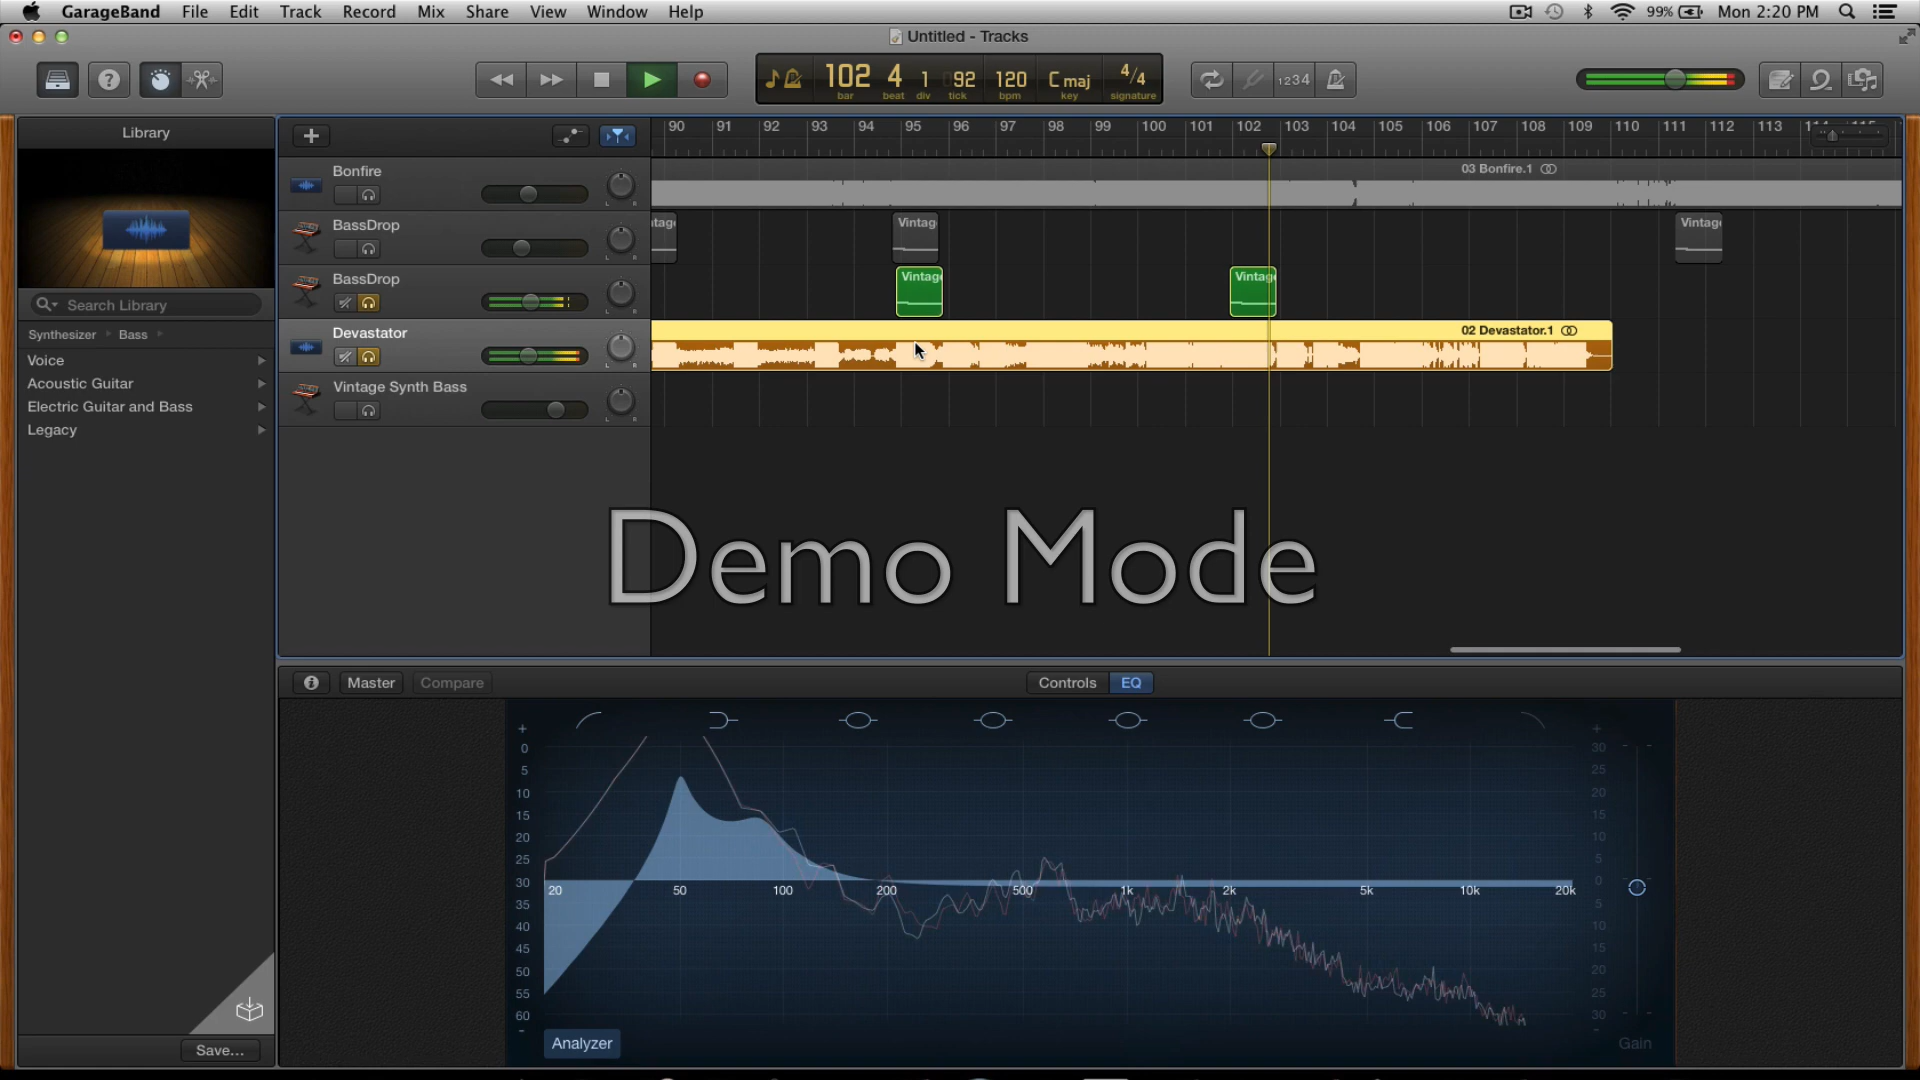 GarageBand File Edit Track Record Mix Share View Window Help 99% Mon 2:20 PM
Untitled - Tracks
102 4 1 92 120 C maj 4/4
bar beat div tick bpm key signature
1234
Library
90 91 92 93 94 95 96 97 98 99 100 101 102 103 104 105 106 107 108 109 110 111 112 113
Bonfire
03 Bonfire.1
BassDrop
Vintag
Vintag
BassDrop
Vintag
Vintag
Search Library
Synthesizer Bass
Devastator
02 Devastator.1
Voice
Acoustic Guitar
Electric Guitar and Bass
Legacy
Vintage Synth Bass
Demo Mode
Master Compare Controls EQ
+ +
0 30
5 25
10 20
15 15
20 10
25 5
30 0
20 50 100 200 500 1k 2k 5k 10k 20k
35 5
40 10
45 15
50 20
55 25
60 30
- -
Analyzer Gain
Save...